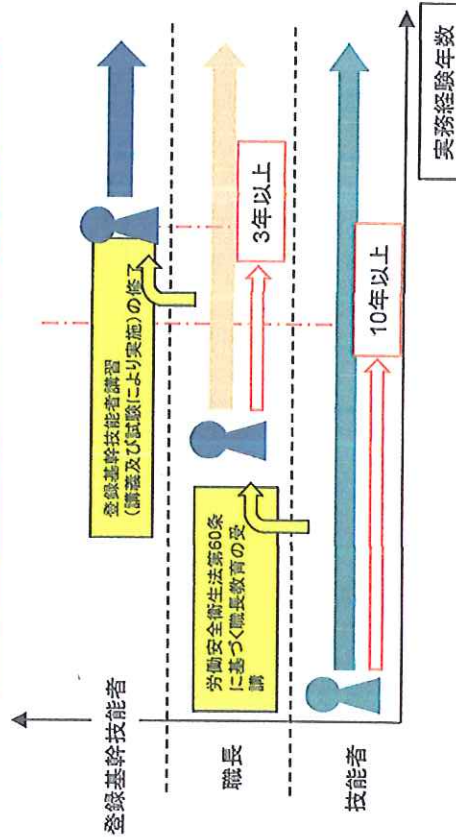 登録基幹技能者
登録基幹技能者講習
（講義及び試験により実施）の修了
職長
労働安全衛生法第60条
に基づく職長教育の受
講
3年以上
技能者
10年以上
実務経験年数